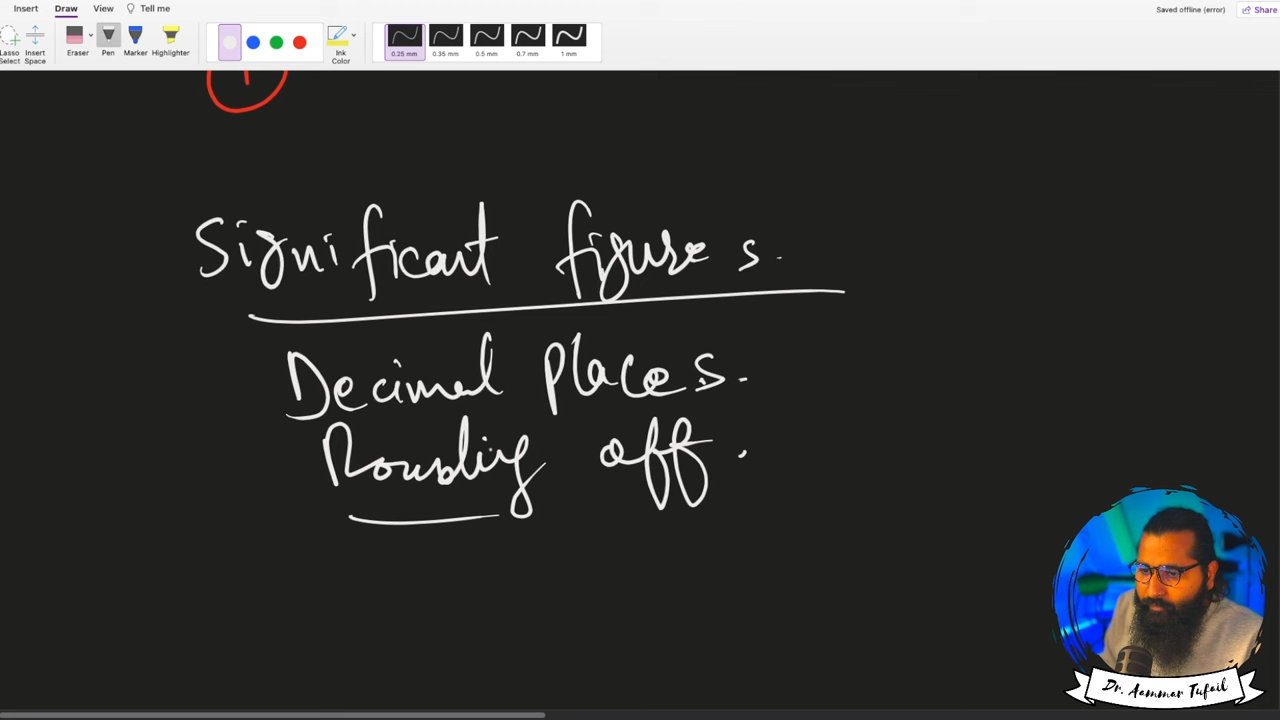 Insert Draw View Tell me
Saved offline (error)
Share
Lasso Select
Insert Space
Eraser
Pen
Marker
Highlighter
Ink Color
0.25 mm
0.35 mm
0.5 mm
0.7 mm
1 mm
Significant figures.
Decimal Places.
Rounding off.
Dr. Aammar Tufail